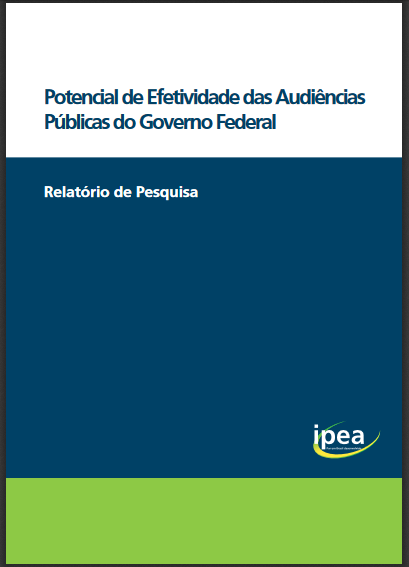 Potencial de Efetividade das Audiências
Públicas do Governo Federal
Relatório de Pesquisa
ipea